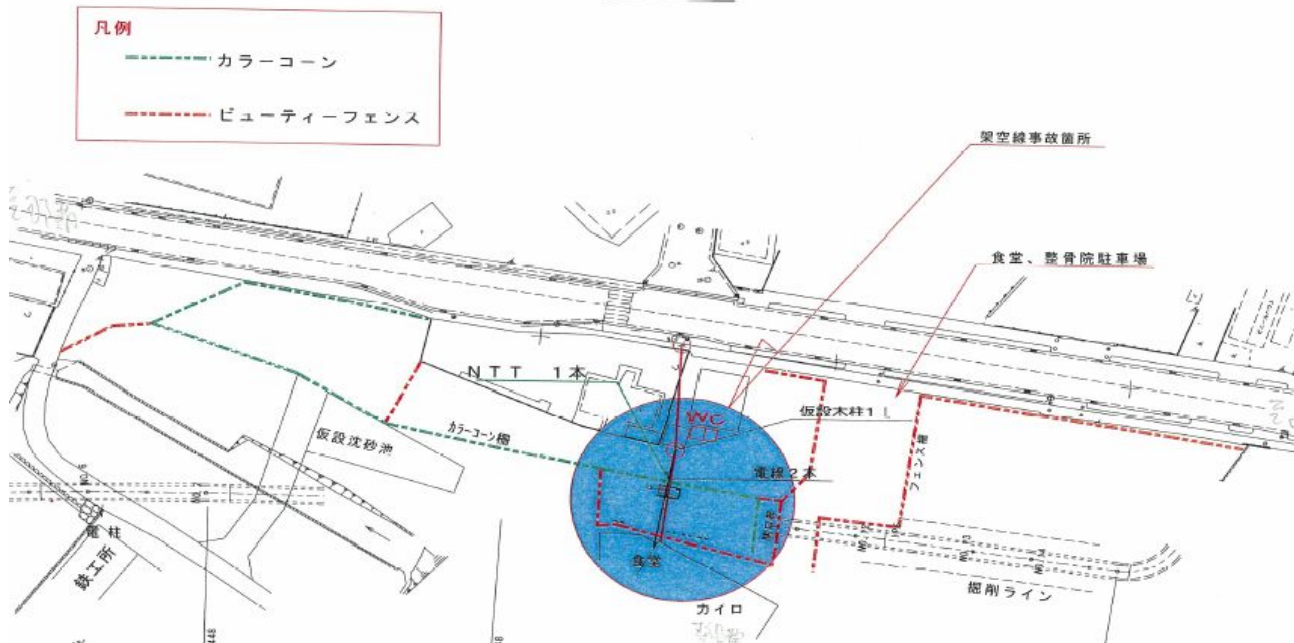 凡例
カラーコーン
ビューティーフェンス
架空線事故箇所
食堂、整骨院駐車場
NTT 1本
WC
仮設木柱1
カラーコーン柵
仮設沈砂池
電線2本
フェンス柵
電柱
鉄工所
食堂
カイロ
掘削ライン